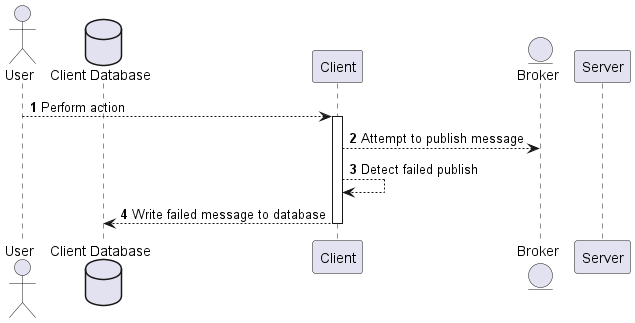 User
Client Database
Client
Broker
Server
1 Perform action
2 Attempt to publish message
3 Detect failed publish
4 Write failed message to database
User
Client Database
Client
Broker
Server